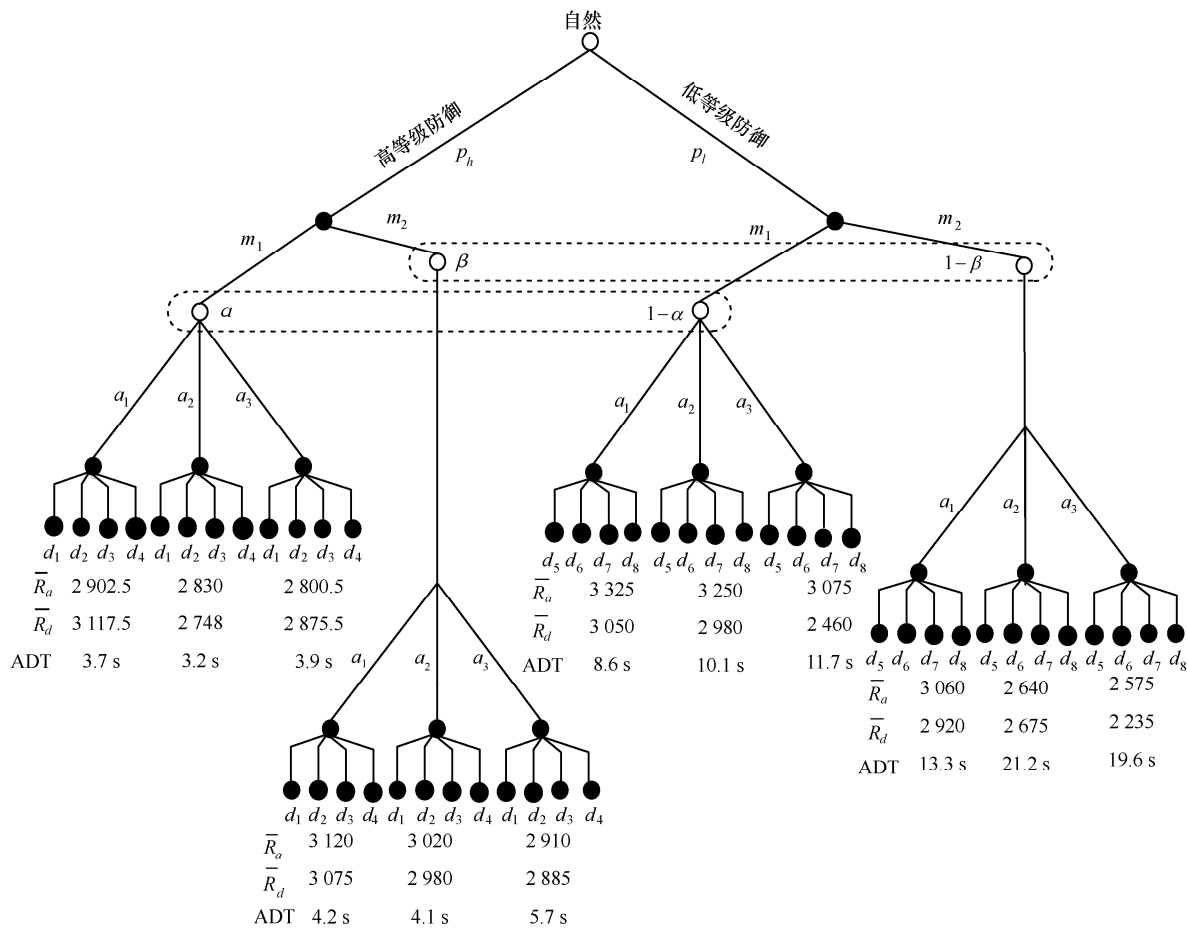 自然
高等级防御
低等级防御
p_h
p_l
m_1
m_2
m_1
m_2
β
1−β
α
1−α
a_1 a_2 a_3
a_1 a_2 a_3
d_1 d_2 d_3 d_4 d_1 d_2 d_3 d_4 d_1 d_2 d_3 d_4
R̄_a 2 902.5 2 830 2 800.5
R̄_d 3 117.5 2 748 2 875.5
ADT 3.7 s 3.2 s 3.9 s
d_5 d_6 d_7 d_8 d_5 d_6 d_7 d_8 d_5 d_6 d_7 d_8
R̄_a 3 325 3 250 3 075
R̄_d 3 050 2 980 2 460
ADT 8.6 s 10.1 s 11.7 s
a_1 a_2 a_3
d_5 d_6 d_7 d_8 d_5 d_6 d_7 d_8 d_5 d_6 d_7 d_8
R̄_a 3 060 2 640 2 575
R̄_d 2 920 2 675 2 235
ADT 13.3 s 21.2 s 19.6 s
a_1 a_2 a_3
d_1 d_2 d_3 d_4 d_1 d_2 d_3 d_4 d_1 d_2 d_3 d_4
R̄_a 3 120 3 020 2 910
R̄_d 3 075 2 980 2 885
ADT 4.2 s 4.1 s 5.7 s